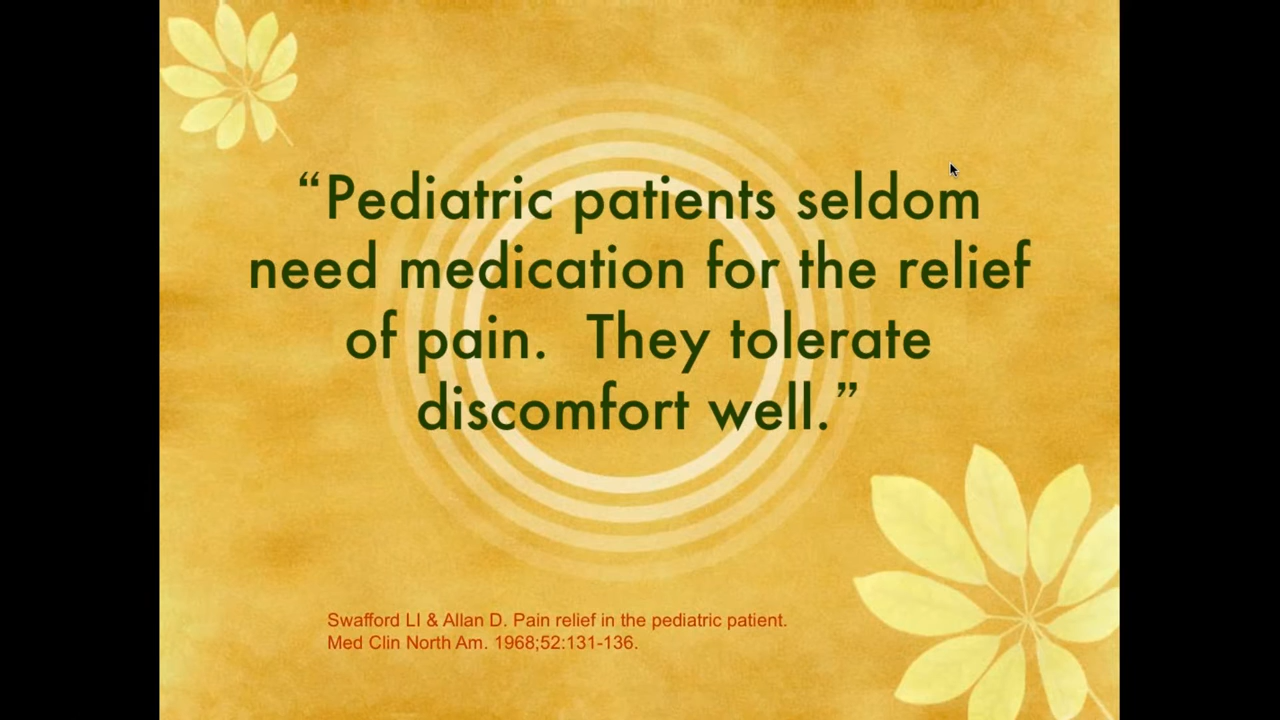 “Pediatric patients seldom
need medication for the relief
of pain.  They tolerate
discomfort well.”
Swafford LI & Allan D. Pain relief in the pediatric patient.
Med Clin North Am. 1968;52:131-136.